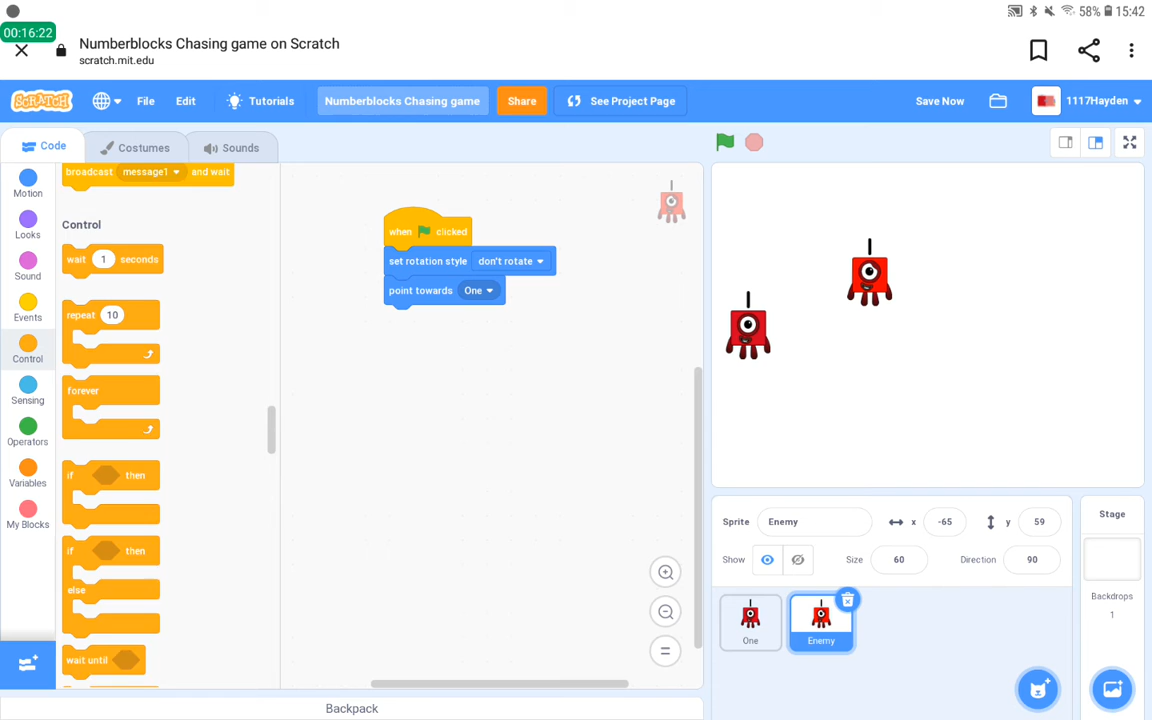 58% 15:42
00:16:22
Numberblocks Chasing game on Scratch
scratch.mit.edu
SCRATCH File Edit Tutorials Numberblocks Chasing game Share See Project Page Save Now 1117Hayden
Code Costumes Sounds
Motion
Looks
Sound
Events
Control
Sensing
Operators
Variables
My Blocks
broadcast message1 and wait
Control
wait 1 seconds
repeat 10
forever
if then
if then
else
wait until
when clicked
set rotation style don't rotate
point towards One
Sprite Enemy x -65 y 59
Show Size 60 Direction 90
One
Enemy
Stage
Backdrops
1
Backpack